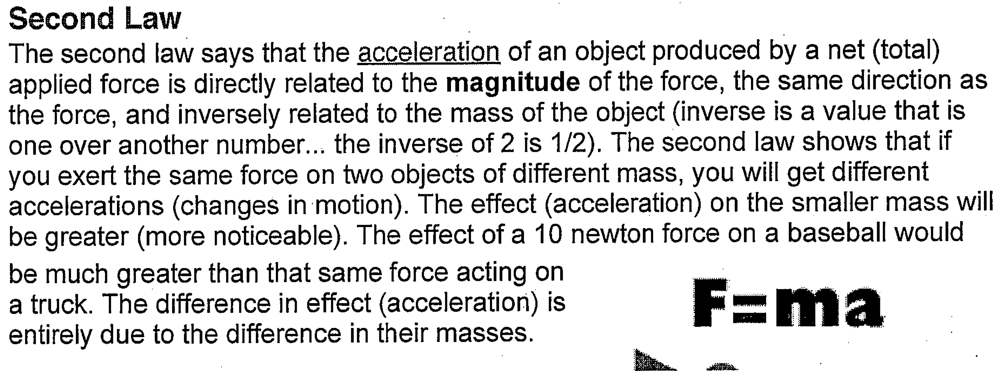 Second Law
The second law says that the acceleration of an object produced by a net (total)
applied force is directly related to the magnitude of the force, the same direction as
the force, and inversely related to the mass of the object (inverse is a value that is
one over another number... the inverse of 2 is 1/2). The second law shows that if
you exert the same force on two objects of different mass, you will get different
accelerations (changes in motion). The effect (acceleration) on the smaller mass will
be greater (more noticeable). The effect of a 10 newton force on a baseball would
be much greater than that same force acting on
a truck. The difference in effect (acceleration) is
entirely due to the difference in their masses.
F=ma